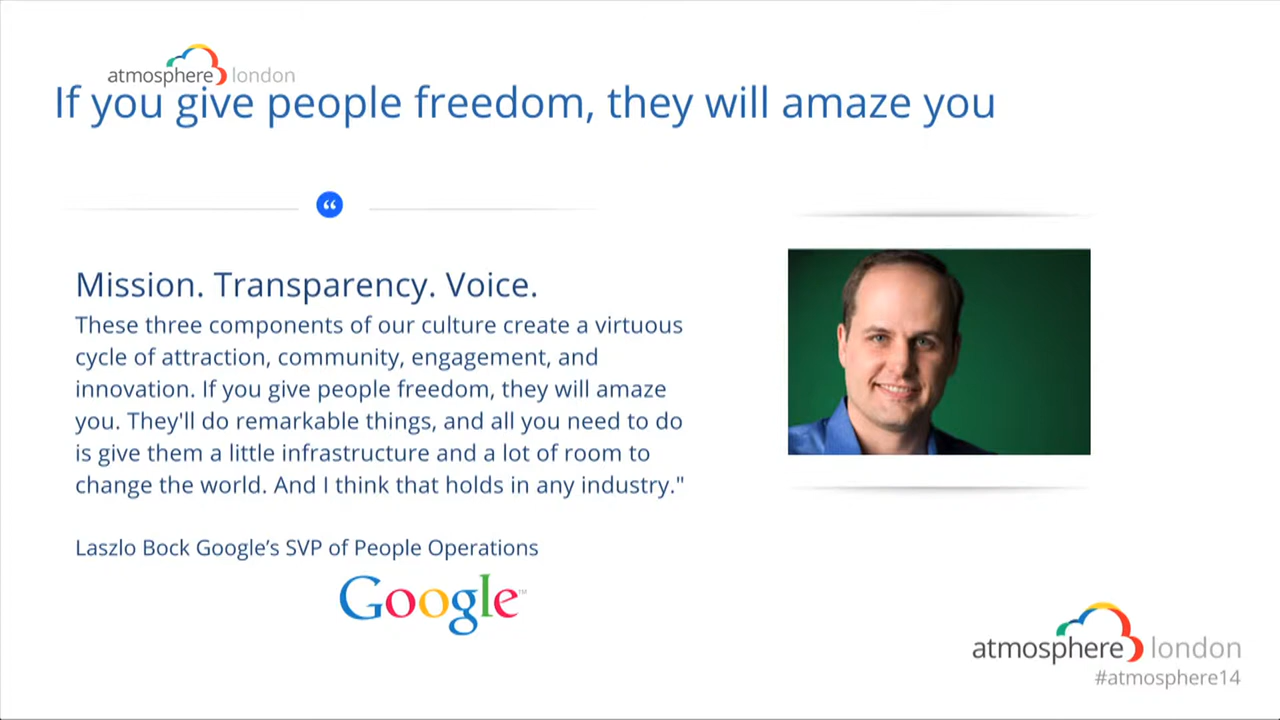 atmosphere london
If you give people freedom, they will amaze you
“
Mission. Transparency. Voice.
These three components of our culture create a virtuous
cycle of attraction, community, engagement, and
innovation. If you give people freedom, they will amaze
you. They'll do remarkable things, and all you need to do
is give them a little infrastructure and a lot of room to
change the world. And I think that holds in any industry."
Laszlo Bock Google’s SVP of People Operations
Google™
atmosphere london
#atmosphere14